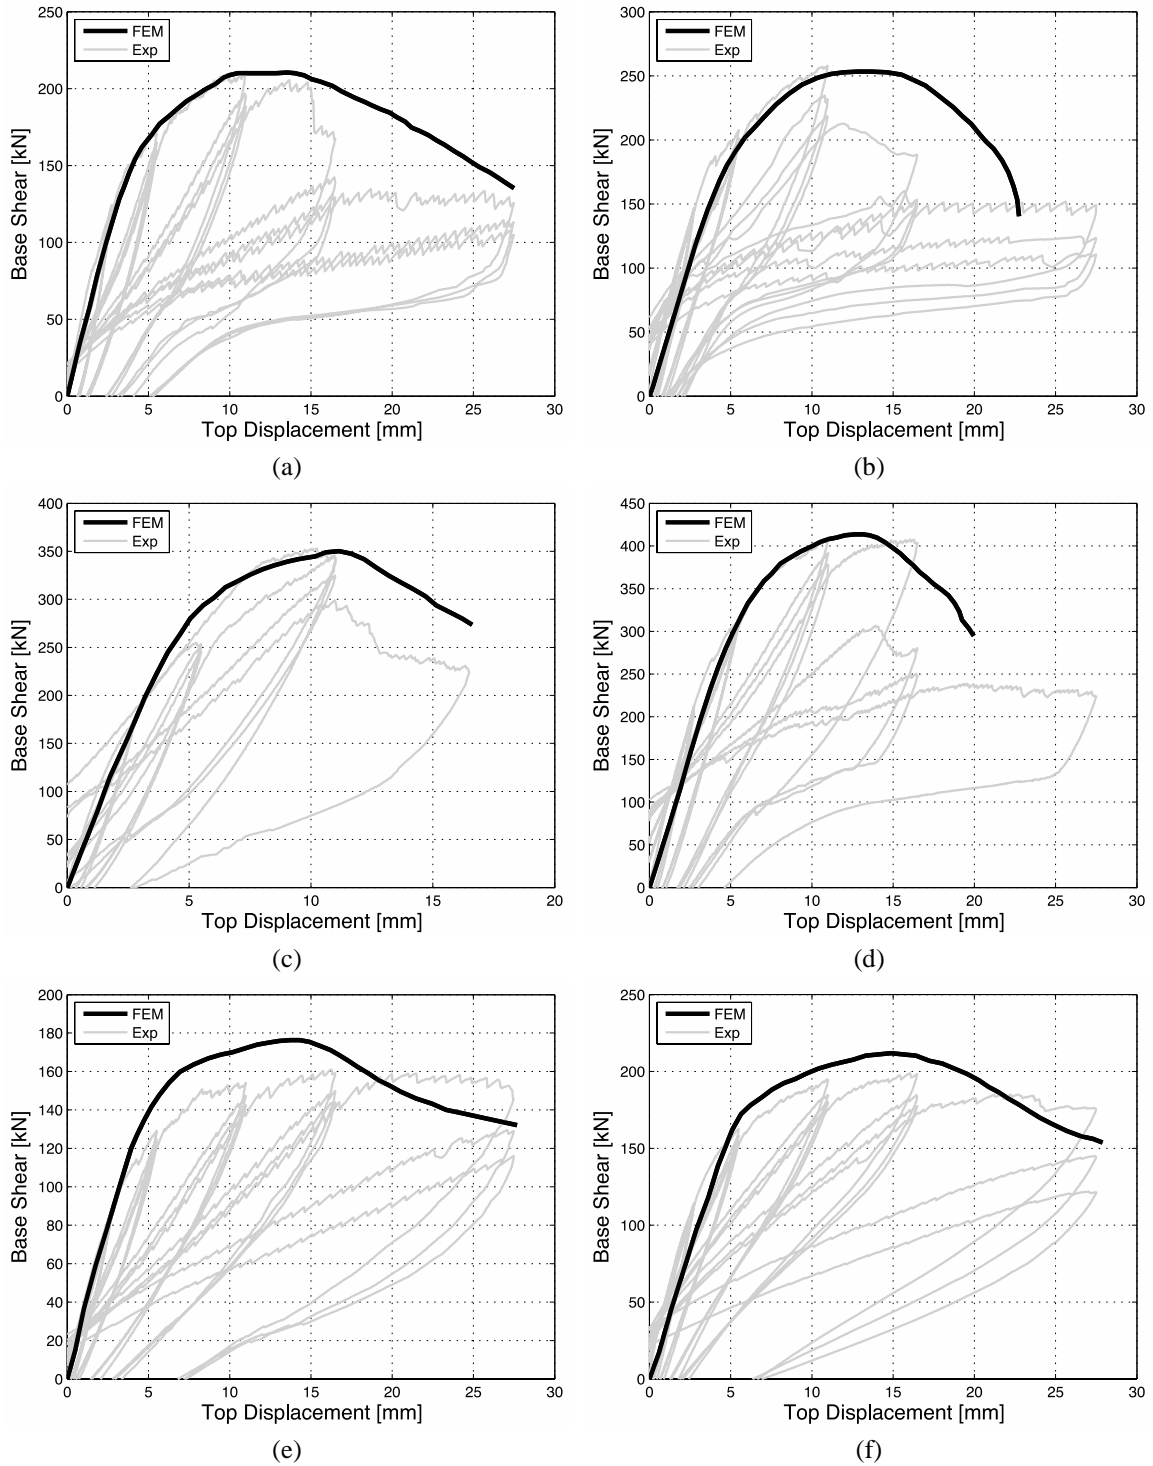 250
200
150
100
50
0
0 5 10 15 20 25 30
Base Shear [kN]
Top Displacement [mm]
FEM
Exp
(a)
300
250
200
150
100
50
0
0 5 10 15 20 25 30
Base Shear [kN]
Top Displacement [mm]
FEM
Exp
(b)
400
350
300
250
200
150
100
50
0
0 5 10 15 20
Base Shear [kN]
Top Displacement [mm]
FEM
Exp
(c)
450
400
350
300
250
200
150
100
50
0
0 5 10 15 20 25 30
Base Shear [kN]
Top Displacement [mm]
FEM
Exp
(d)
200
180
160
140
120
100
80
60
40
20
0
0 5 10 15 20 25 30
Base Shear [kN]
Top Displacement [mm]
FEM
Exp
(e)
250
200
150
100
50
0
0 5 10 15 20 25 30
Base Shear [kN]
Top Displacement [mm]
FEM
Exp
(f)